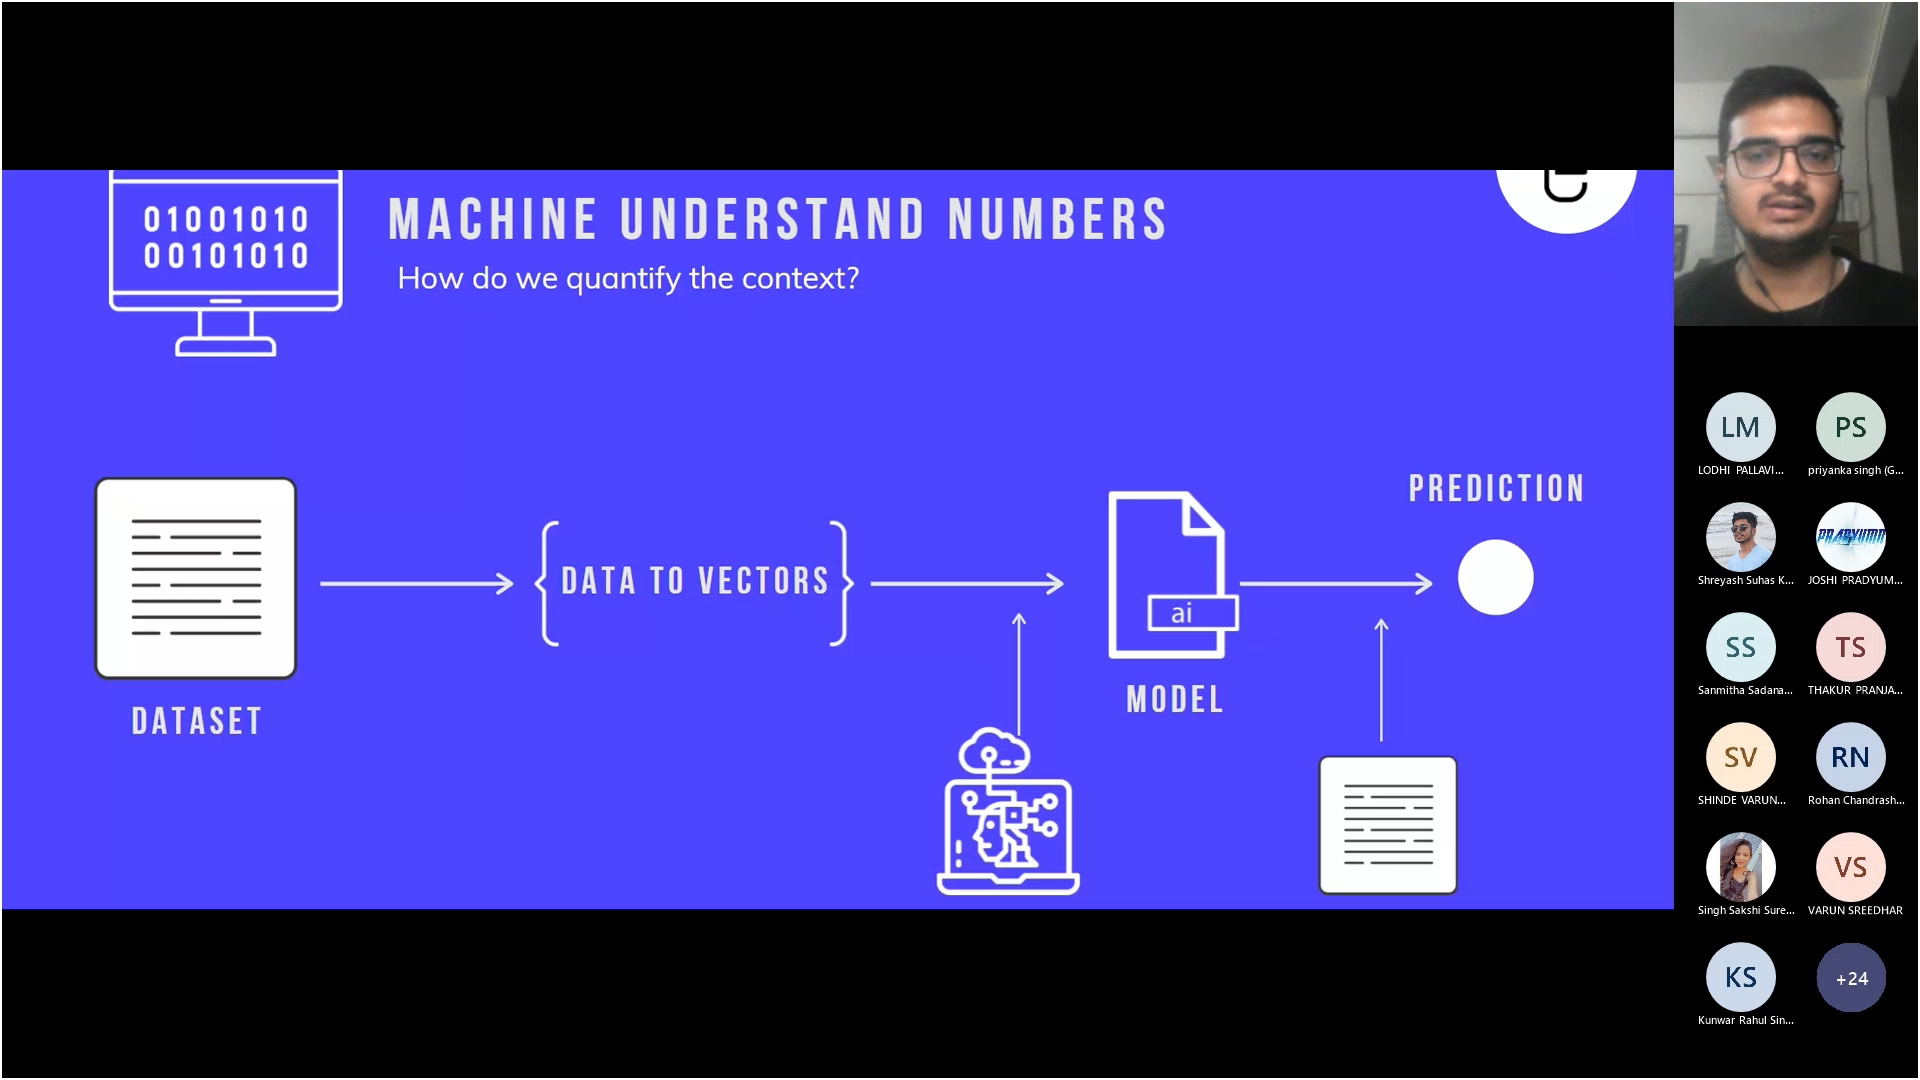 01001010
00101010
MACHINE UNDERSTAND NUMBERS
How do we quantify the context?
DATASET
DATA TO VECTORS
ai
MODEL
PREDICTION
LM
LODHI PALLAVI...
PS
priyanka singh (G...
Shreyash Suhas K...
PRADYUMN
JOSHI PRADYUM...
SS
Sanmitha Sadana...
TS
THAKUR PRANJA...
SV
SHINDE VARUN...
RN
Rohan Chandrash...
Singh Sakshi Sure...
VS
VARUN SREEDHAR
KS
Kunwar Rahul Sin...
+24